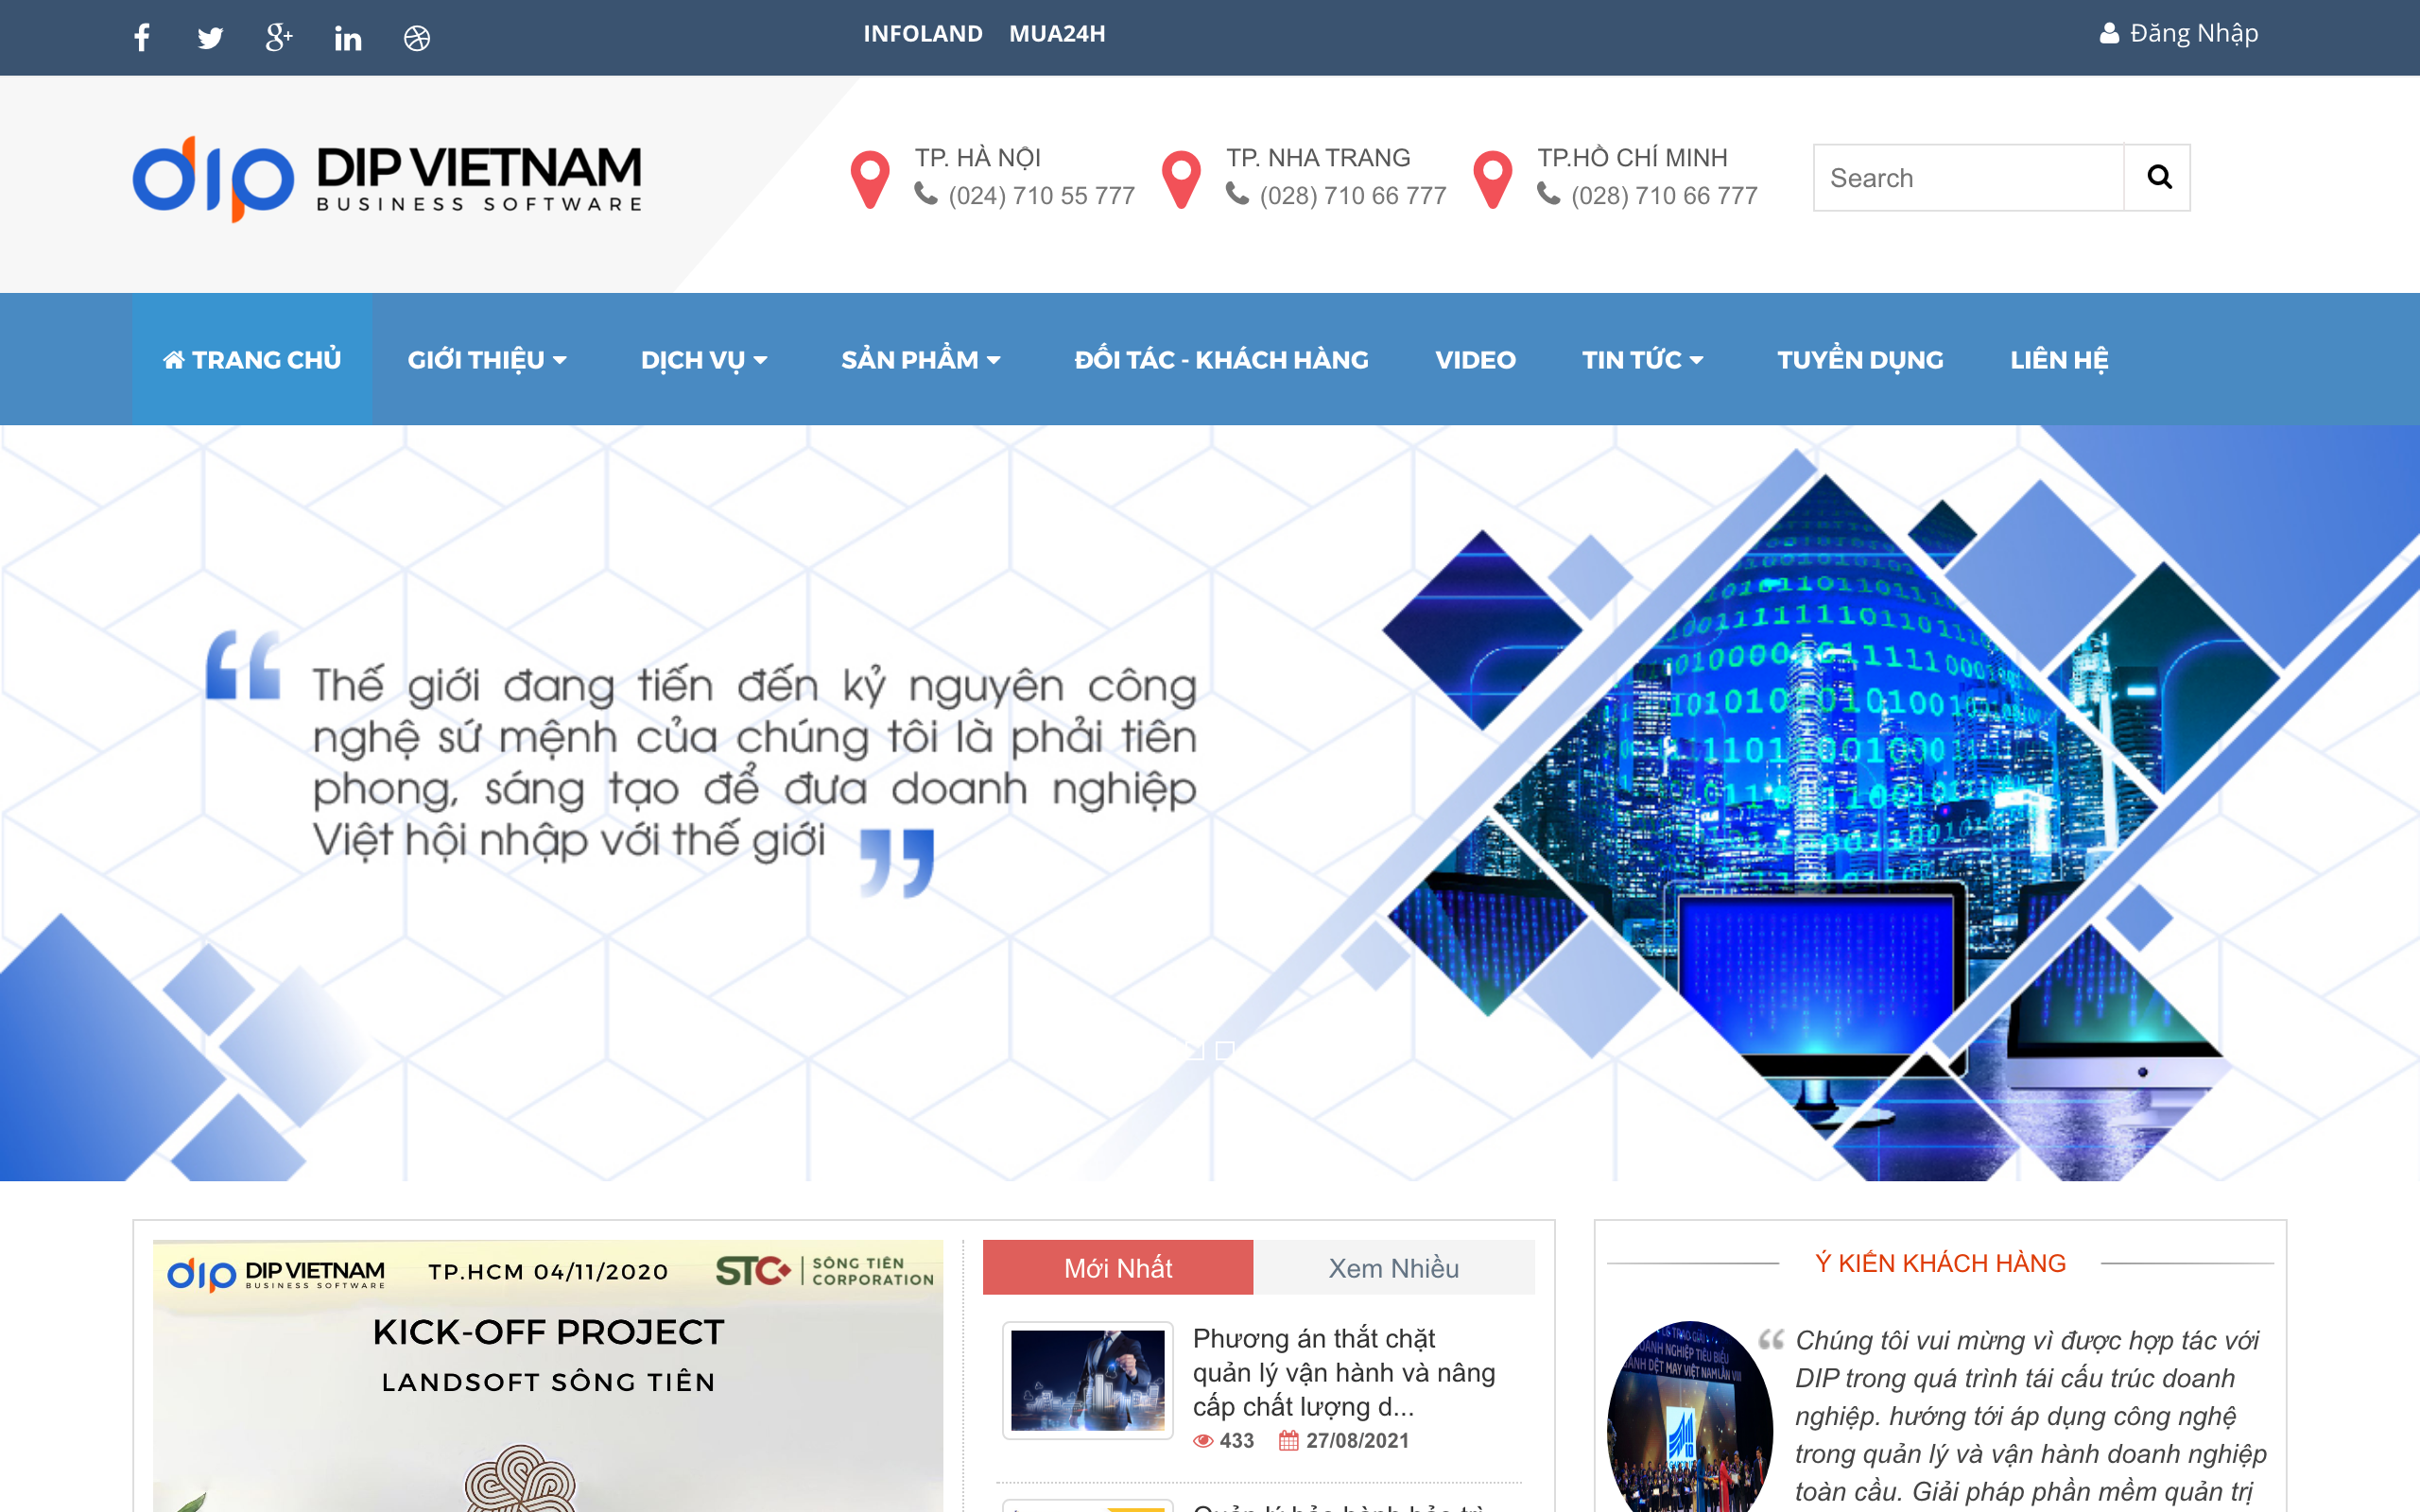 INFOLAND MUA24H
Đăng Nhập
dip DIP VIETNAM
BUSINESS SOFTWARE
TP. HÀ NỘI
(024) 710 55 777
TP. NHA TRANG
(028) 710 66 777
TP.HỒ CHÍ MINH
(028) 710 66 777
Search
TRANG CHỦ GIỚI THIỆU DỊCH VỤ SẢN PHẨM ĐỐI TÁC - KHÁCH HÀNG VIDEO TIN TỨC TUYỂN DỤNG LIÊN HỆ
“ Thế giới đang tiến đến kỷ nguyên công
nghệ sứ mệnh của chúng tôi là phải tiên
phong, sáng tạo để đưa doanh nghiệp
Việt hội nhập với thế giới ”
dip DIP VIETNAM
BUSINESS SOFTWARE
TP.HCM 04/11/2020
STC SÔNG TIÊN
CORPORATION
KICK-OFF PROJECT
LANDSOFT SÔNG TIÊN
Mới Nhất
Xem Nhiều
Phương án thắt chặt
quản lý vận hành và nâng
cấp chất lượng d...
433 27/08/2021
Ý KIẾN KHÁCH HÀNG
“ Chúng tôi vui mừng vì được hợp tác với
DIP trong quá trình tái cấu trúc doanh
nghiệp. hướng tới áp dụng công nghệ
trong quản lý và vận hành doanh nghiệp
toàn cầu. Giải pháp phần mềm quản trị